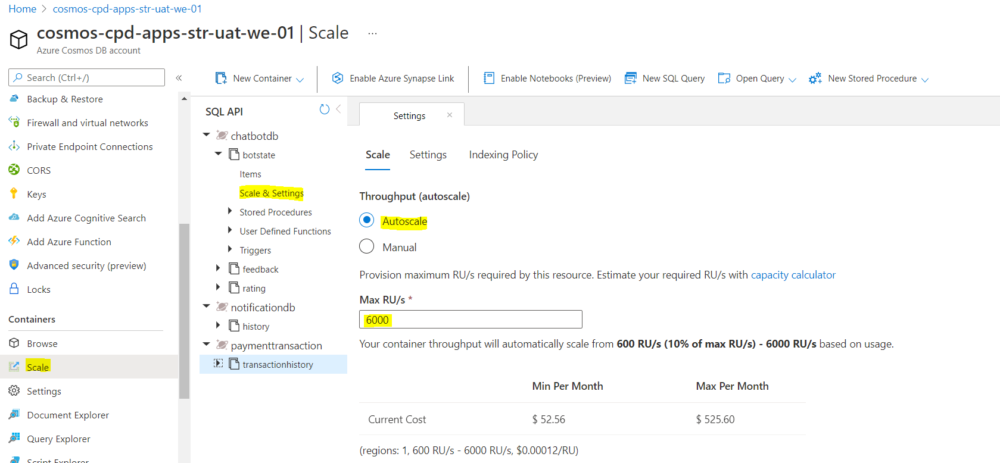 Home > cosmos-cpd-apps-str-uat-we-01
cosmos-cpd-apps-str-uat-we-01 | Scale ...
Azure Cosmos DB account
Search (Ctrl+/)
«
New Container
Enable Azure Synapse Link
Enable Notebooks (Preview)
New SQL Query
Open Query
New Stored Procedure
Backup & Restore
Firewall and virtual networks
Private Endpoint Connections
CORS
Keys
Add Azure Cognitive Search
Add Azure Function
Advanced security (preview)
Locks
Containers
Browse
Scale
Settings
Document Explorer
Query Explorer
Script Explorer
SQL API
chatbotdb
botstate
Items
Scale & Settings
Stored Procedures
User Defined Functions
Triggers
feedback
rating
notificationdb
history
paymenttransaction
transactionhistory
Settings
Scale Settings Indexing Policy
Throughput (autoscale)
Autoscale
Manual
Provision maximum RU/s required by this resource. Estimate your required RU/s with capacity calculator
Max RU/s *
6000
Your container throughput will automatically scale from 600 RU/s (10% of max RU/s) - 6000 RU/s based on usage.
Min Per Month Max Per Month
Current Cost $ 52.56 $ 525.60
(regions: 1, 600 RU/s - 6000 RU/s, $0.00012/RU)